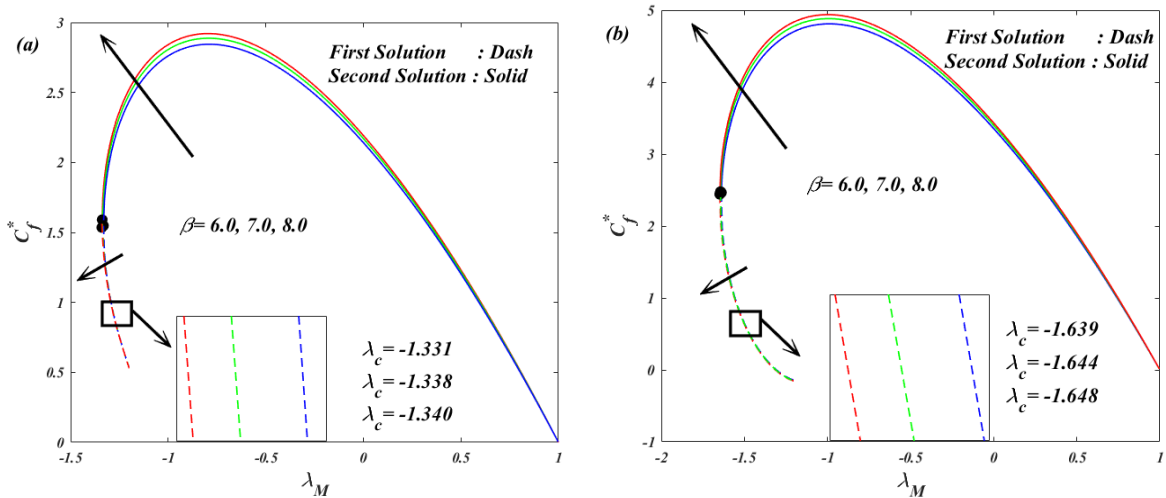 (a)
First Solution : Dash
Second Solution : Solid
β= 6.0, 7.0, 8.0
λc= -1.331
λc= -1.338
λc= -1.340
Cf*
3
2.5
2
1.5
1
0.5
0
-1.5
-1
-0.5
0
0.5
1
λM
(b)
First Solution : Dash
Second Solution : Solid
β= 6.0, 7.0, 8.0
λc= -1.639
λc= -1.644
λc= -1.648
Cf*
5
4
3
2
1
0
-1
-2
-1.5
-1
-0.5
0
0.5
1
λM